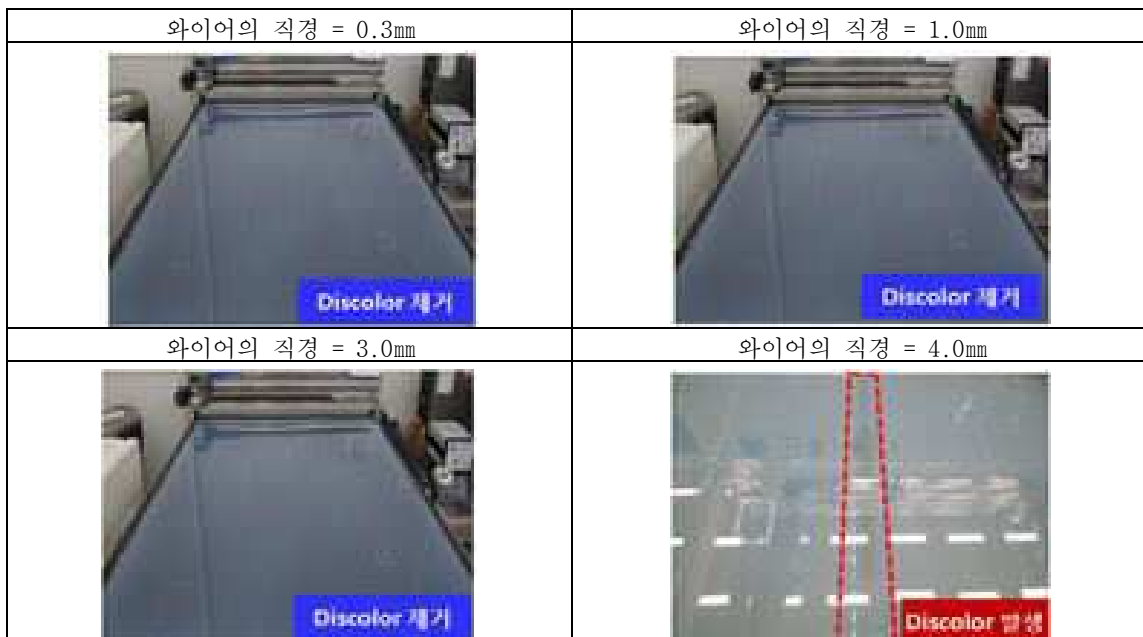 와이어의 직경 = 0.3㎜
와이어의 직경 = 1.0㎜
Discolor 제거
Discolor 제거
와이어의 직경 = 3.0㎜
와이어의 직경 = 4.0㎜
Discolor 제거
Discolor 발생